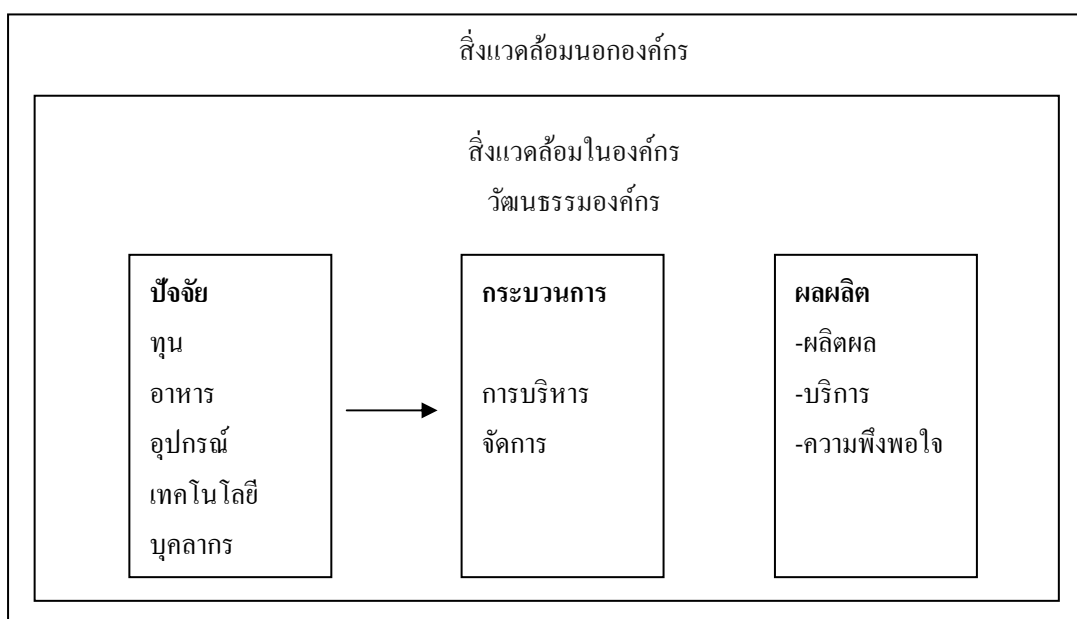 สิ่งแวดล้อมนอกองค์กร
สิ่งแวดล้อมในองค์กร
วัฒนธรรมองค์กร
ปัจจัย
ทุน
อาหาร
อุปกรณ์
เทคโนโลยี
บุคลากร
กระบวนการ
การบริหาร
จัดการ
ผลผลิต
-ผลิตผล
-บริการ
-ความพึงพอใจ